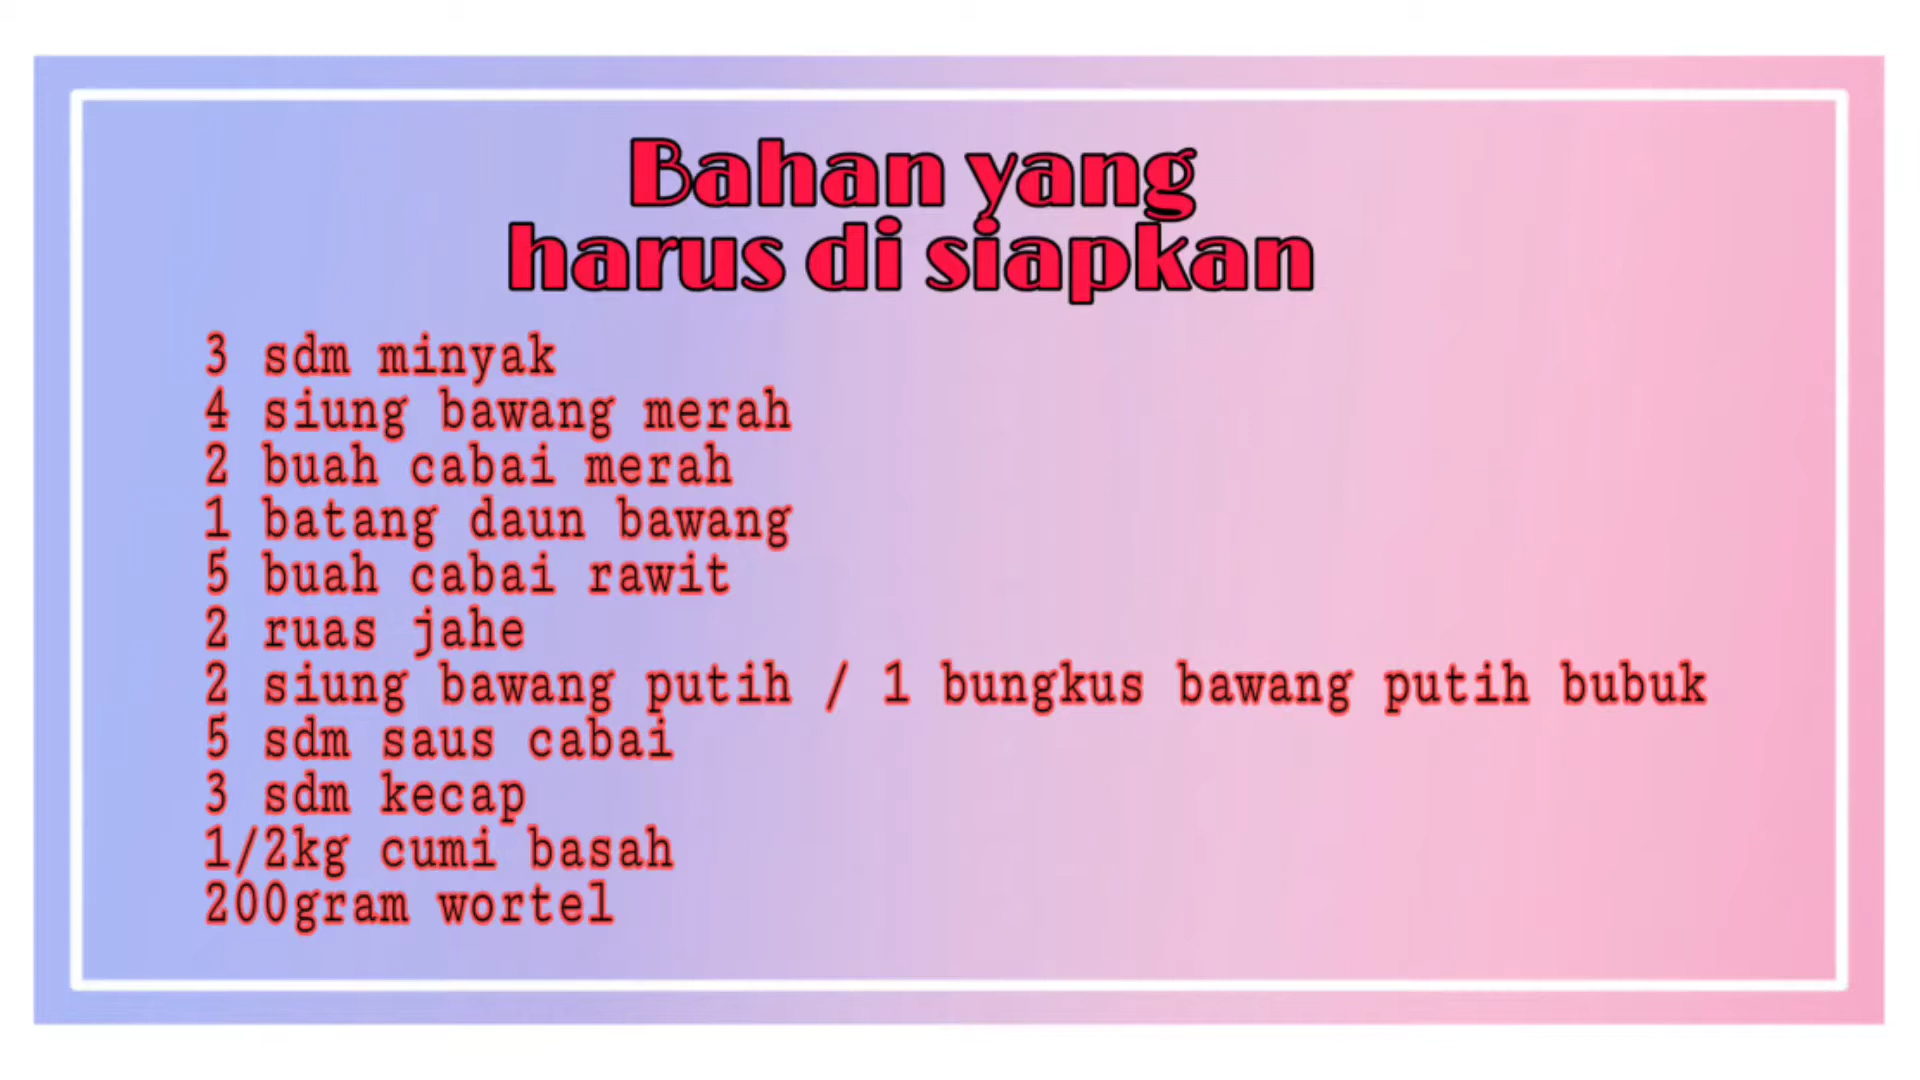 Bahan yang
harus di siapkan
3 sdm minyak
4 siung bawang merah
2 buah cabai merah
1 batang daun bawang
5 buah cabai rawit
2 ruas jahe
2 siung bawang putih / 1 bungkus bawang putih bubuk
5 sdm saus cabai
3 sdm kecap
1/2kg cumi basah
200gram wortel